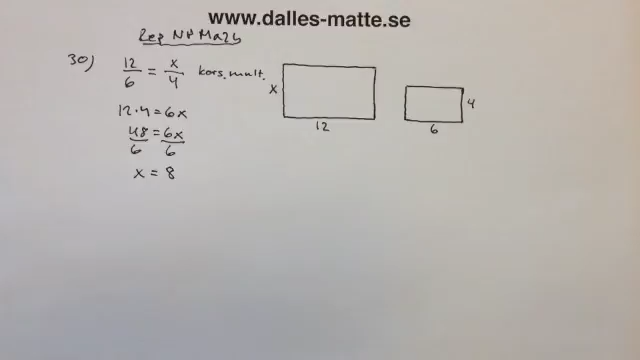 www.dalles-matte.se
Rep NP Ma2b
30) 12/6 = x/4 kors.mult.
12·4 = 6x
48/6 = 6x/6
x = 8
x
12
4
6